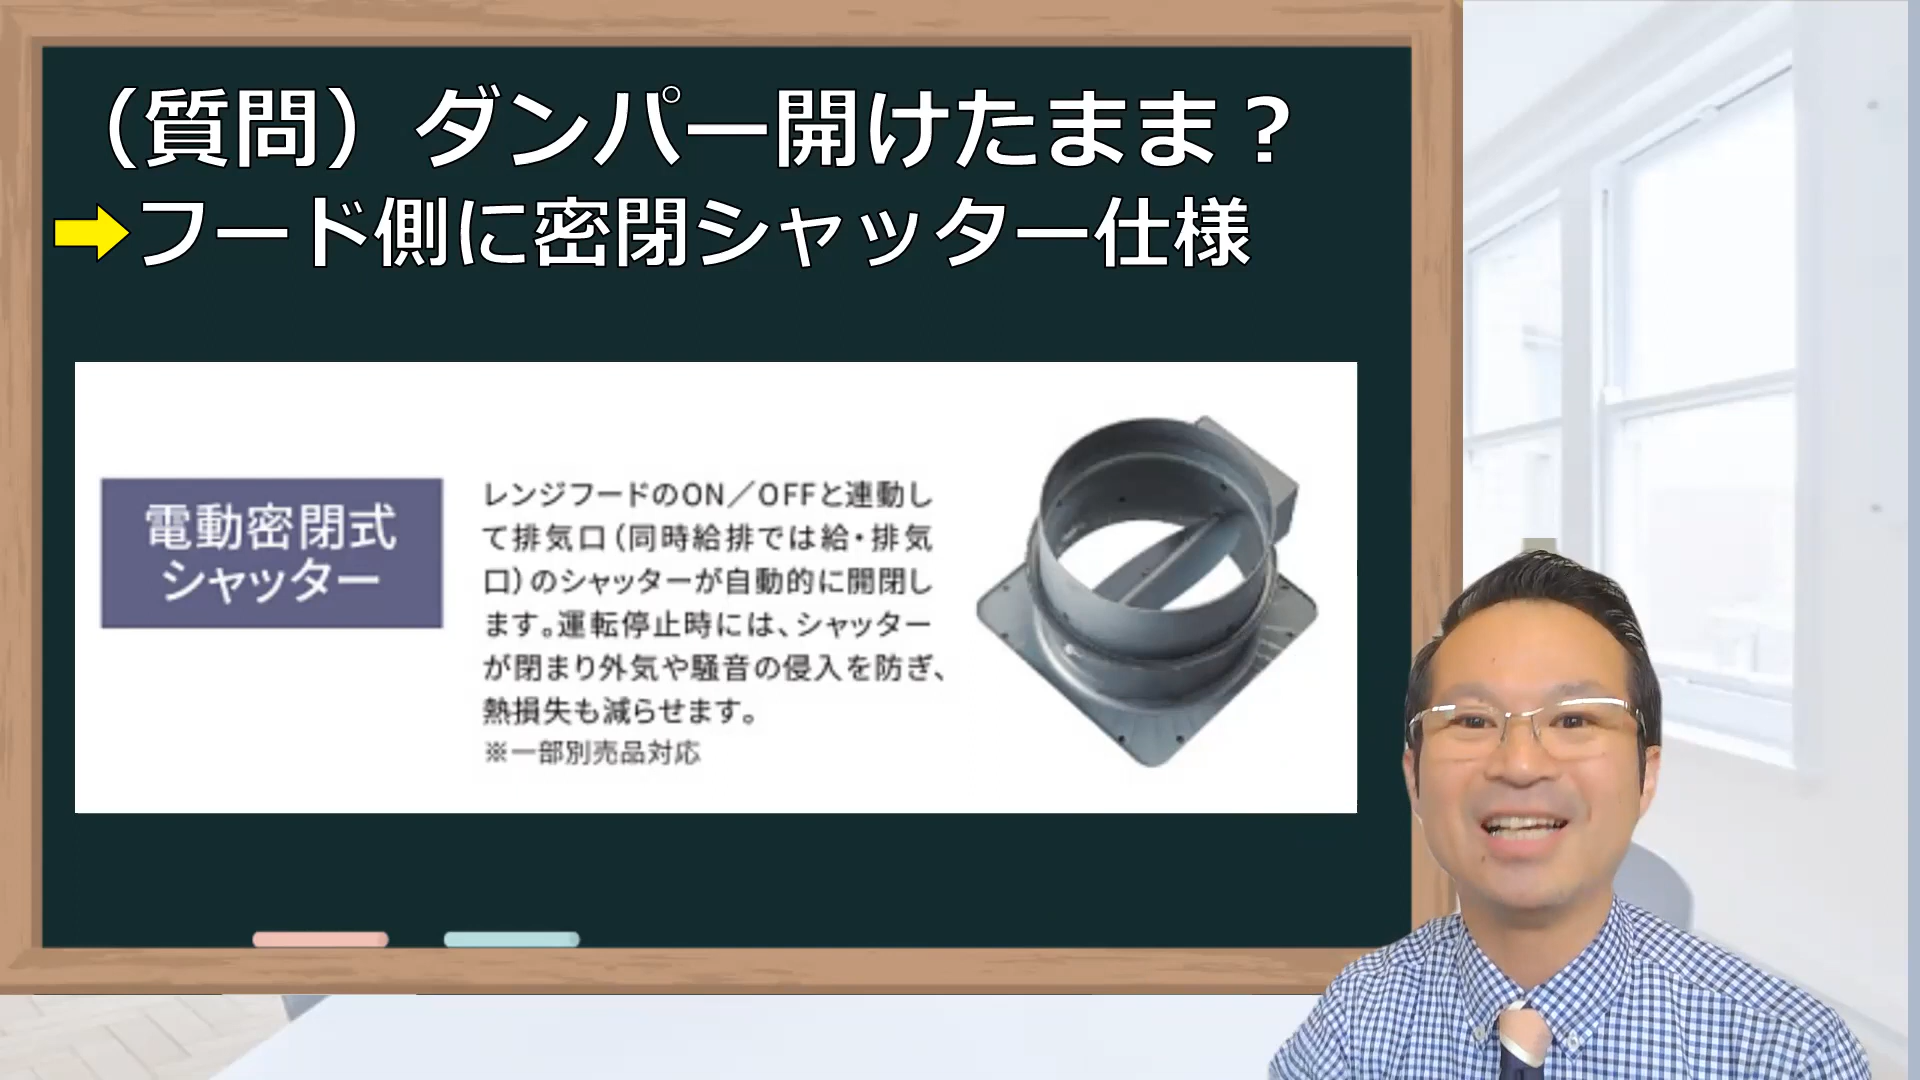 （質問）ダンパー開けたまま？
フード側に密閉シャッター仕様
電動密閉式
シャッター
レンジフードのON／OFFと連動し
て排気口（同時給排では給・排気
口）のシャッターが自動的に開閉し
ます。運転停止時には、シャッター
が閉まり外気や騒音の侵入を防ぎ、
熱損失も減らせます。
※一部別売品対応